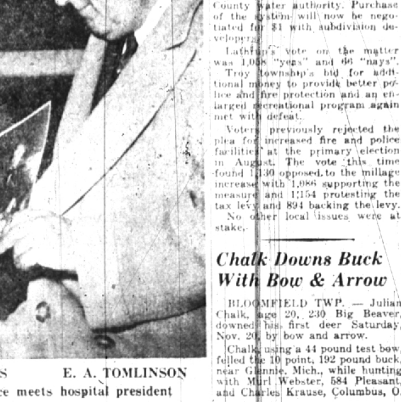 County water authority. Purchase
of the system will now be nego-
tiated for $1 with subdivision de-
velopers.
Lathrup's vote on the matter
was 1,058 "yeas" and 66 "nays".
Troy township's bid for addi-
tional money to provide better po-
lice and fire protection and an en-
larged recreational program again
met with defeat.
Voters previously rejected the
plea for increased fire and police
facilities at the primary election
in August. The vote this time
found 1,130 opposed to the millage
increase with 1,086 supporting the
measure and 1,154 protesting the
tax levy and 894 backing the levy.
No other local issues were at
stake.
Chalk Downs Buck
With Bow & Arrow
BLOOMFIELD TWP. — Julian
Chalk, age 20, 230 Big Beaver,
downed his first deer Saturday,
Nov. 20, by bow and arrow.
Chalk, using a 44 pound test bow,
felled the 10 point, 192 pound buck,
near Glennie, Mich., while hunting
with Murl Webster, 584 Pleasant,
and Charles Krause, Columbus, O.
S E. A. TOMLINSON
ce meets hospital president